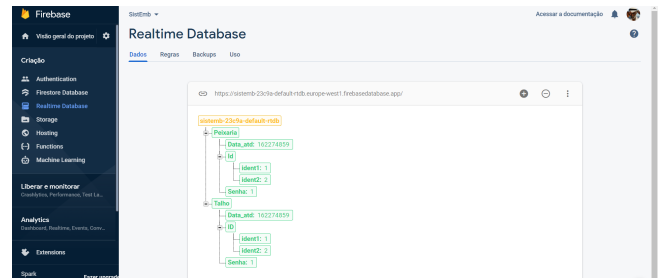 Firebase
SistEmb
Acessar a documentação
Visão geral do projeto
Realtime Database
Dados Regras Backups Uso
Criação
Authentication
Firestore Database
Realtime Database
Storage
Hosting
Functions
Machine Learning
Liberar e monitorar
Crashlytics, Performance, Test La...
Analytics
Dashboard, Realtime, Events, Conv...
Extensions
Spark
https://sistemb-23c9a-default-rtdb.europe-west1.firebasedatabase.app/
sistemb-23c9a-default-rtdb
Peixaria
Data_atd: 162274859
Id
ident1: 1
ident2: 2
Senha: 1
Talho
Data_atd: 162274859
ID
ident1: 1
ident2: 2
Senha: 1